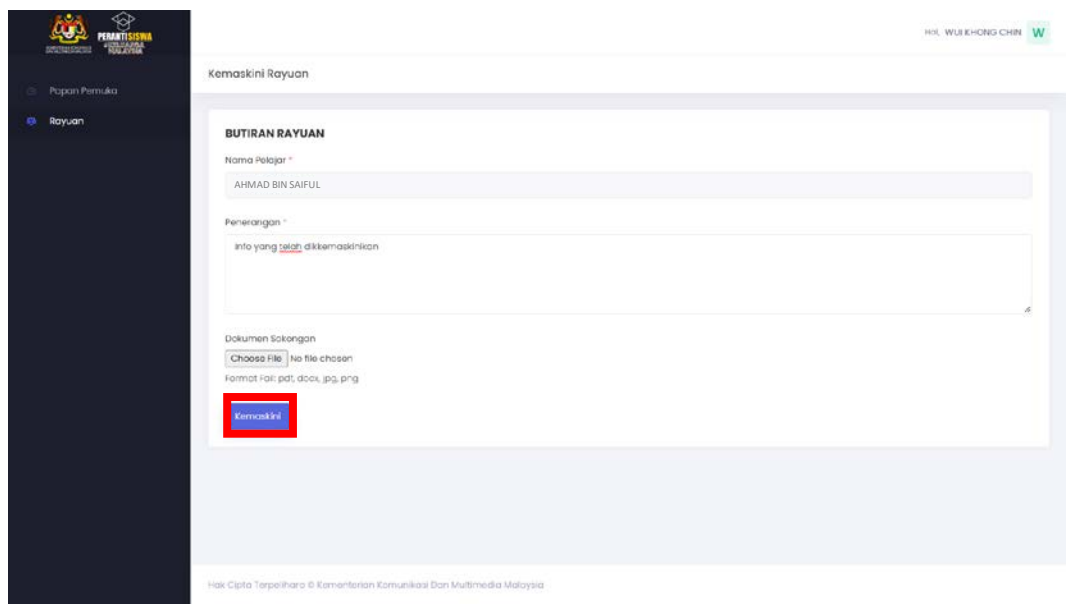 PERANTISISWA
KELUARGA
MALAYSIA
Hai, WUI KHONG CHIN W
Kemaskini Rayuan
Papan Pemuka
Rayuan
BUTIRAN RAYUAN
Nama Pelajar *
AHMAD BIN SAIFUL
Penerangan *
Info yang telah dikkemaskinikan
Dokumen Sokongan
Choose File No file chosen
Format Fail: pdf, docx, jpg, png
Kemaskini
Hak Cipta Terpelihara © Kementerian Komunikasi Dan Multimedia Malaysia